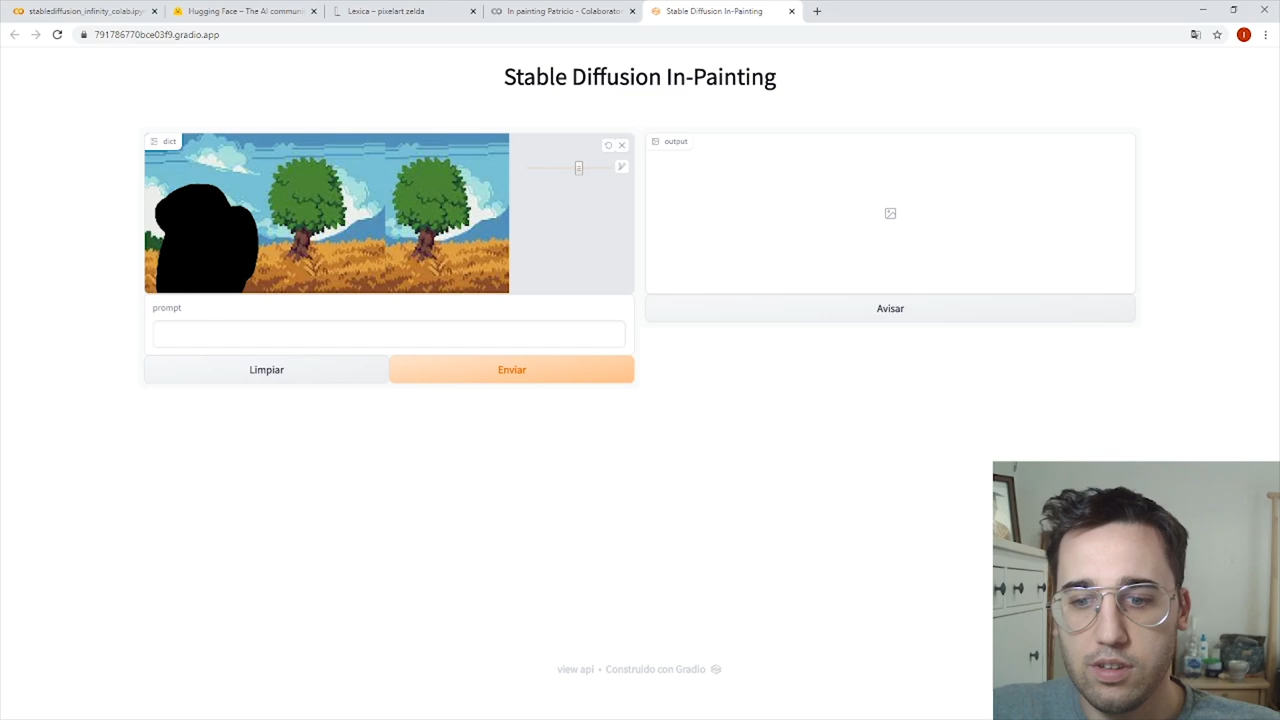 stablediffusion_infinity_colab.ipy
Hugging Face – The AI communi
Lexica – pixelart zelda
In painting Patricio - Colaborator
Stable Diffusion In-Painting
791786770bce03f9.gradio.app
Stable Diffusion In-Painting
dict
output
prompt
Avisar
Limpiar
Enviar
view api • Construido con Gradio